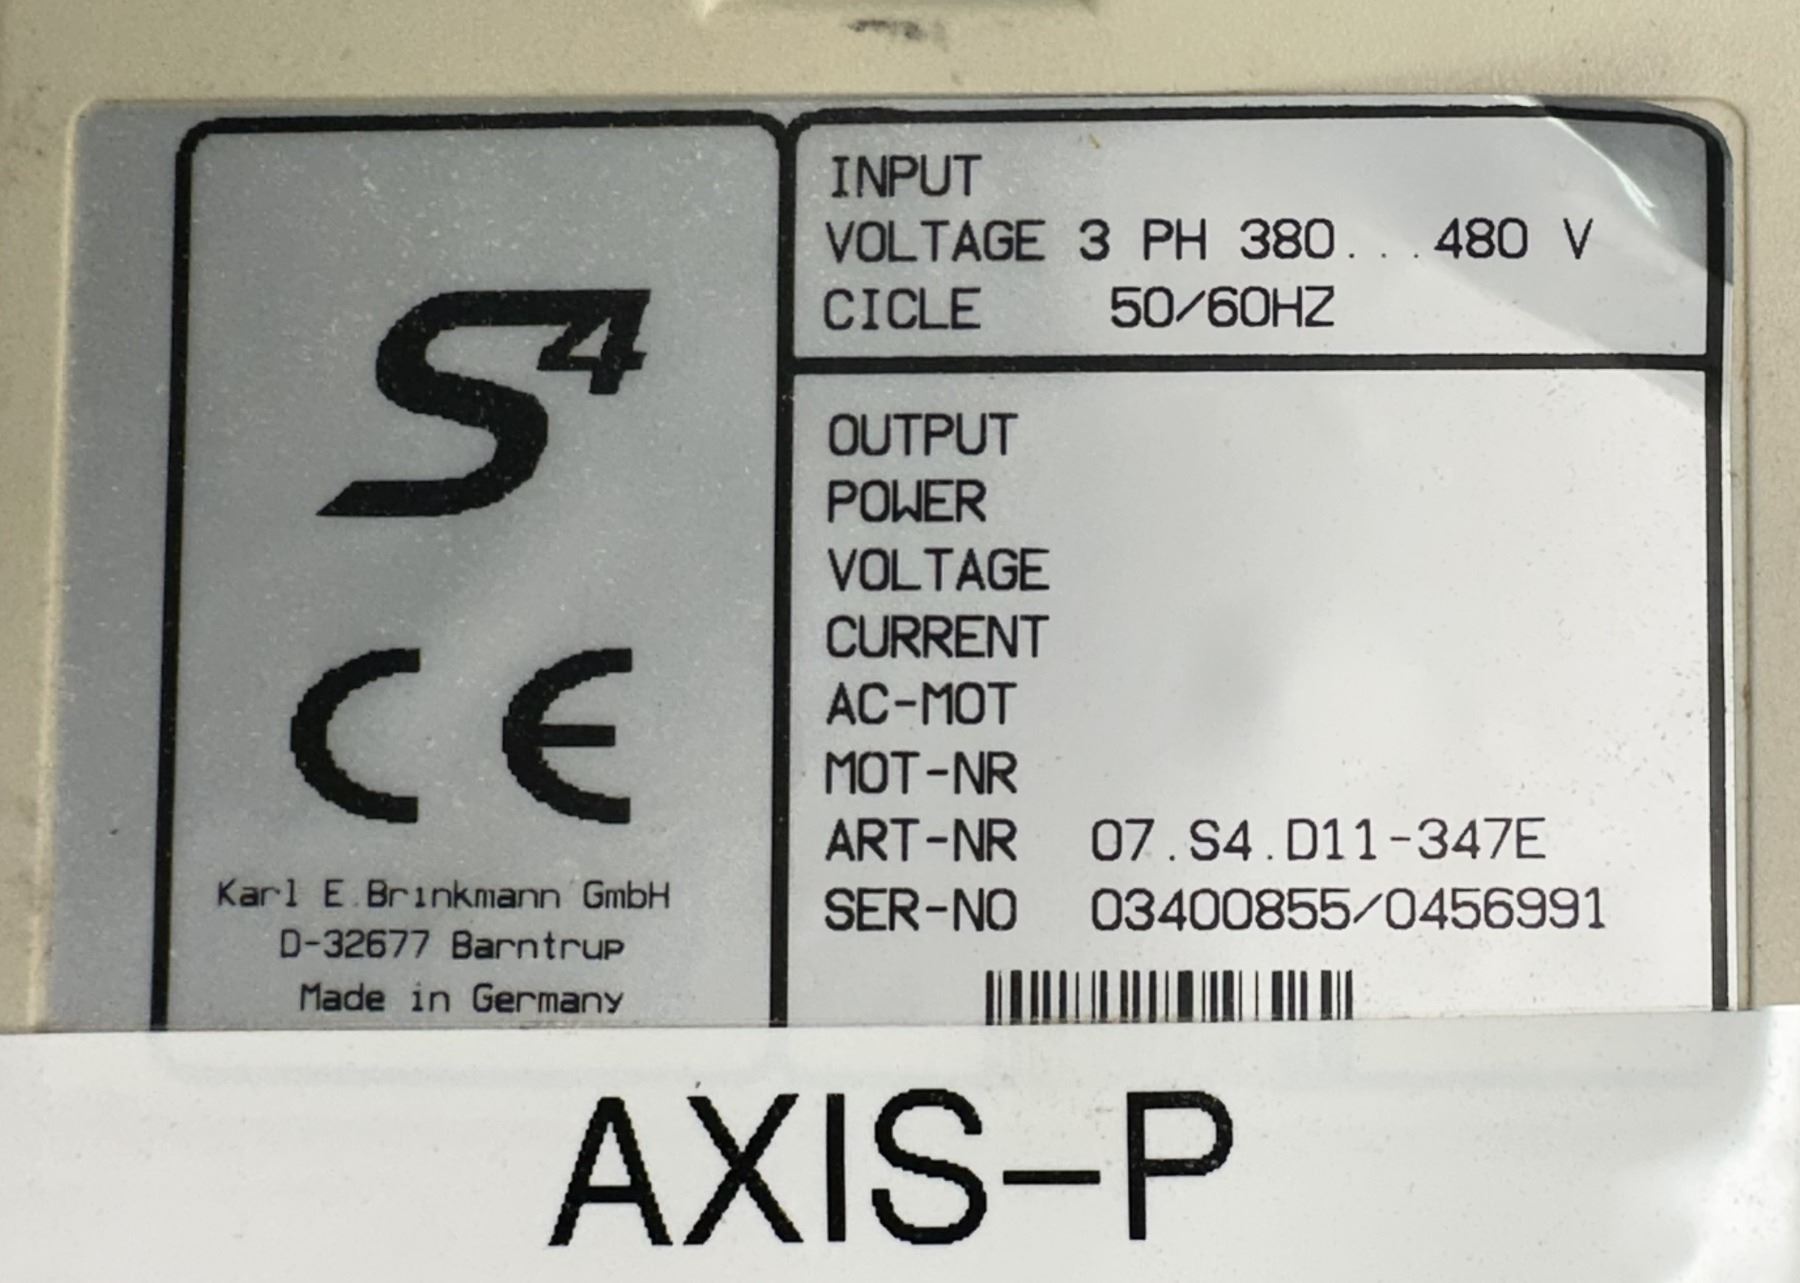 S4
CE
Karl E.Brinkmann GmbH
D-32677 Barntrup
Made in Germany
INPUT
VOLTAGE 3 PH 380...480 V
CICLE 50/60HZ
OUTPUT
POWER
VOLTAGE
CURRENT
AC-MOT
MOT-NR
ART-NR 07.S4.D11-347E
SER-NO 03400855/0456991
AXIS-P